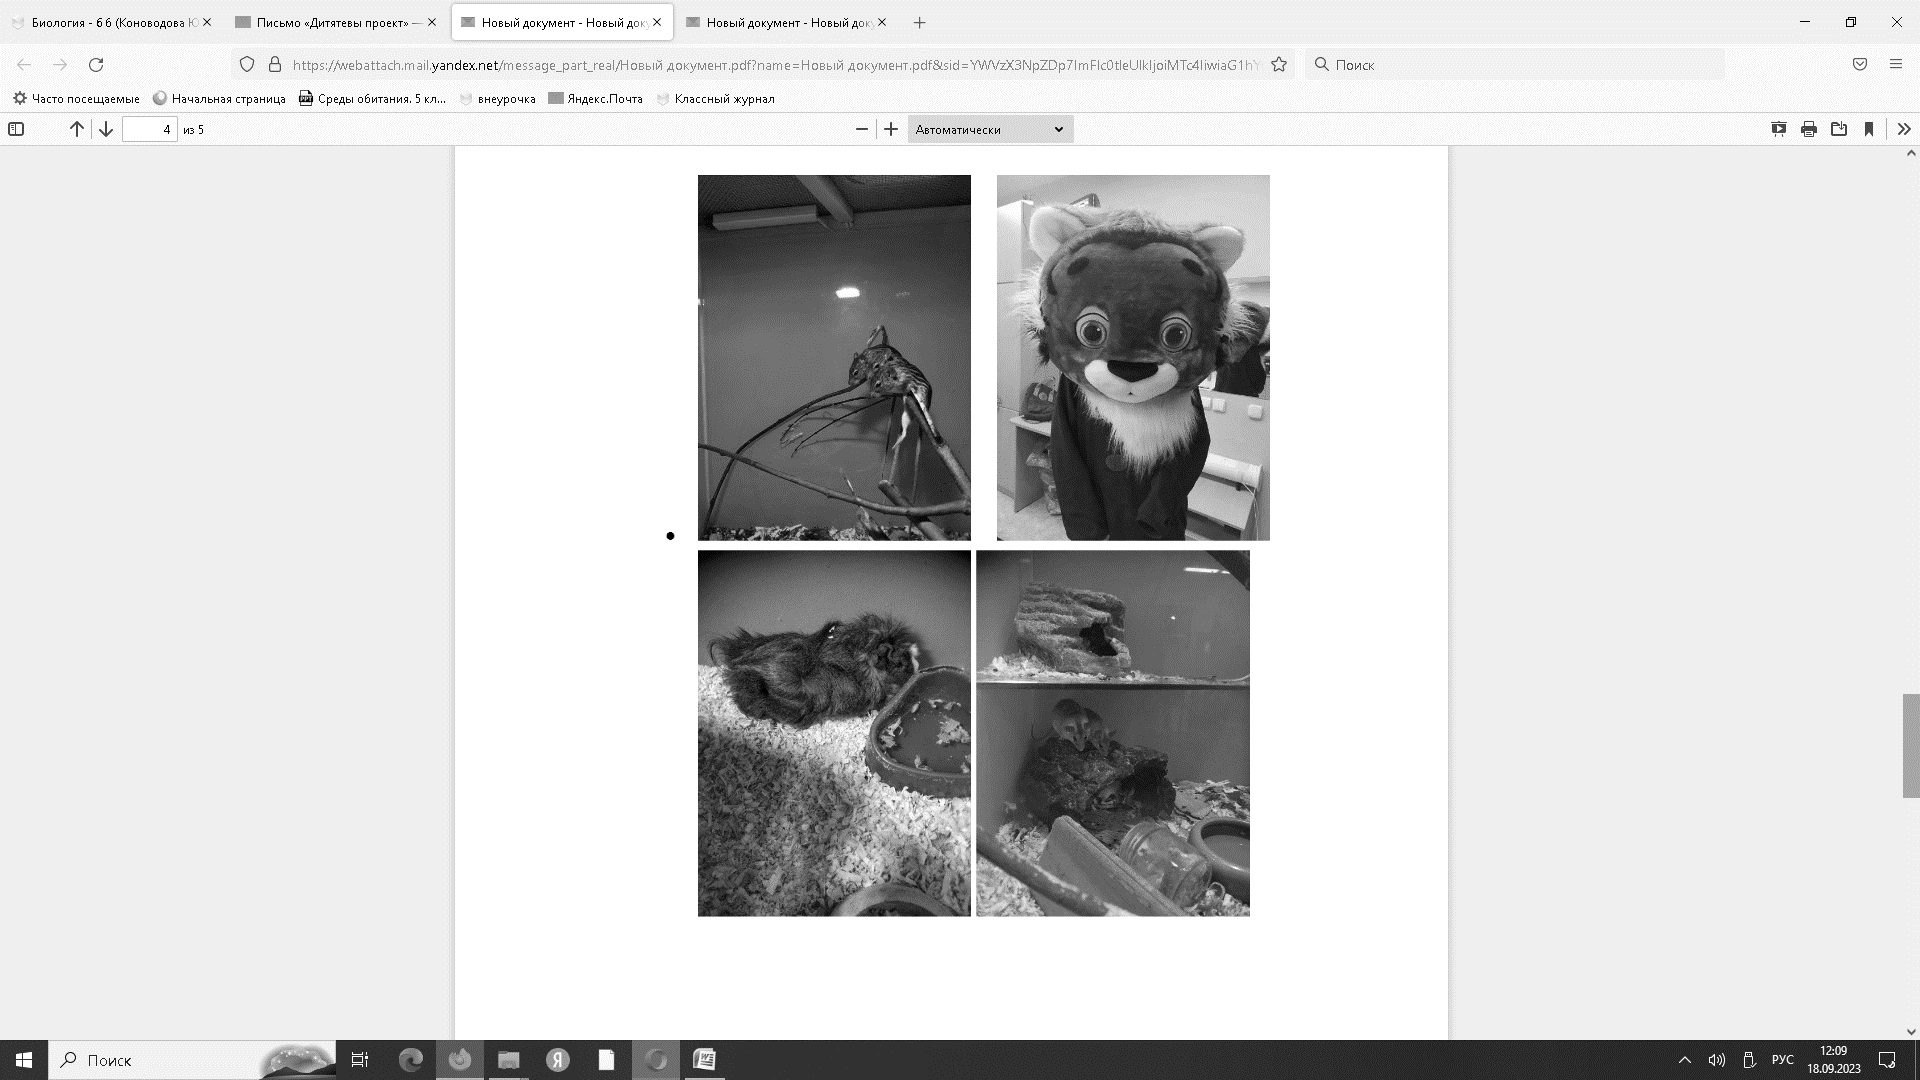 Биология - 6 б (Коноводова Ю
Письмо «Дитятевы проект» —
Новый документ - Новый док
Новый документ - Новый док
https://webattach.mail.yandex.net/message_part_real/Новый документ.pdf?name=Новый документ.pdf&sid=
Поиск
Часто посещаемые
Начальная страница
Среды обитания. 5 кл...
внеурочка
Яндекс.Почта
Классный журнал
4 из 5
Автоматически
Поиск
РУС
12:09
18.09.2023